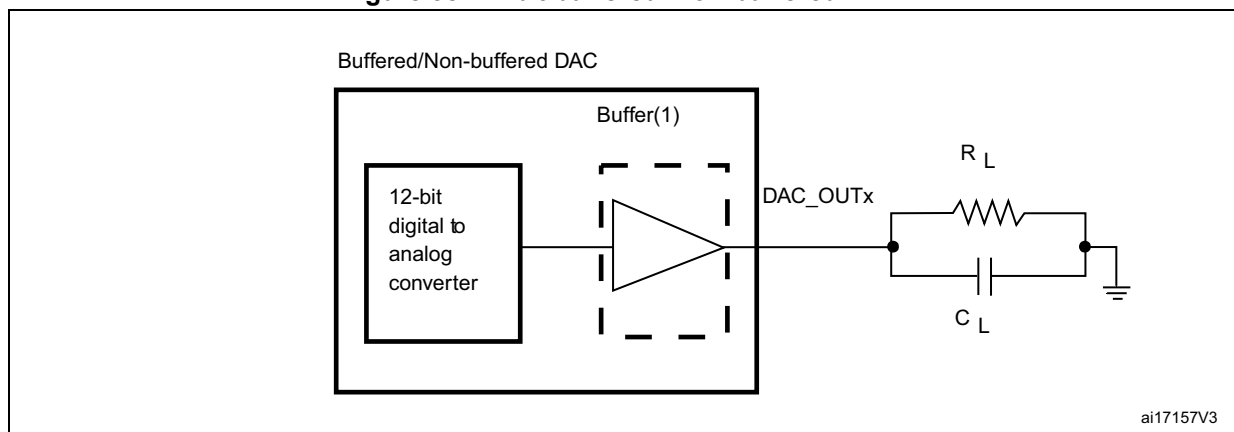 Buffered/Non-buffered DAC
Buffer(1)
12-bit
digital to
analog
converter
DAC_OUTx
R L
C L
ai17157V3